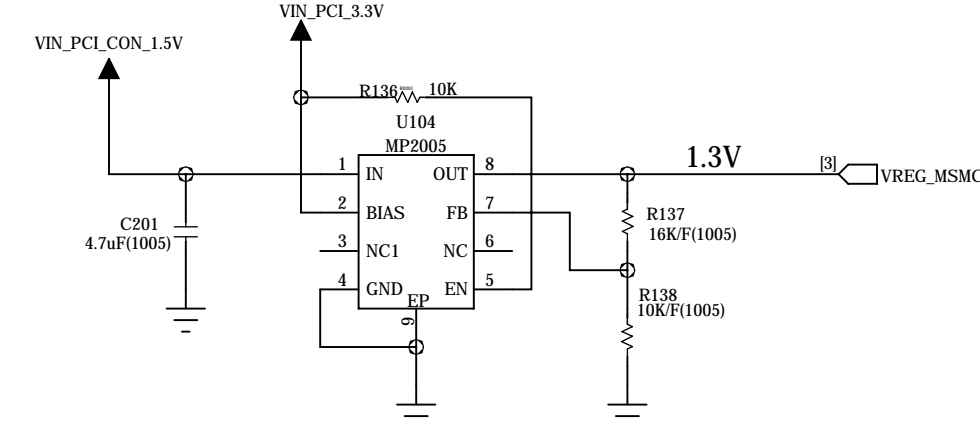 VIN_PCI_3.3V
VIN_PCI_CON_1.5V
R136
10K
U104
MP2005
1
IN
OUT
8
2
BIAS
FB
7
3
NC1
NC
6
4
GND
EN
5
EP
9
C201
4.7uF(1005)
1.3V
[3]
VREG_MSMC
R137
16K/F(1005)
R138
10K/F(1005)